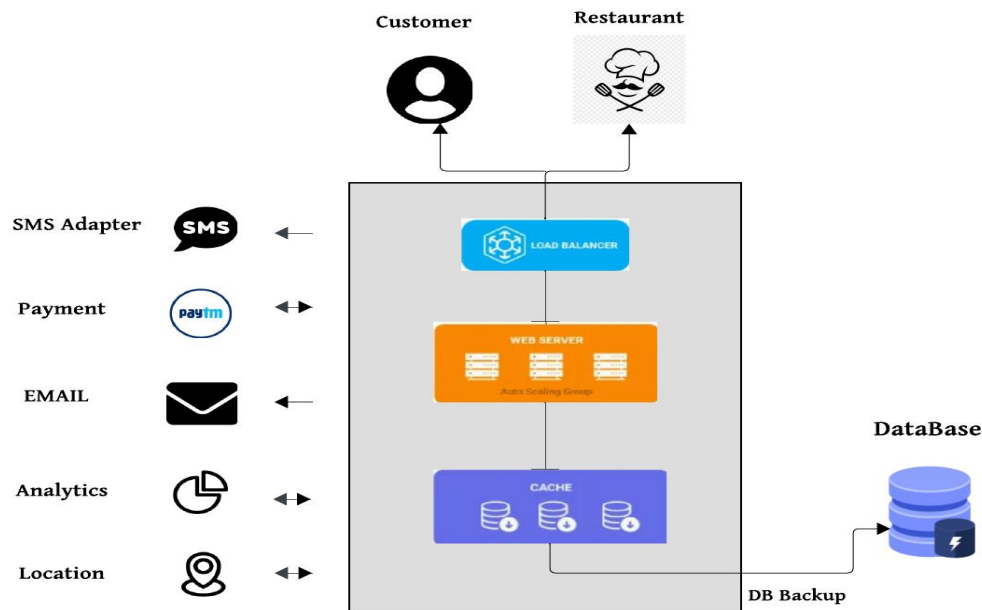 Customer
Restaurant
SMS Adapter
SMS
LOAD BALANCER
Payment
paytm
WEB SERVER
Auto Scaling Group
EMAIL
DataBase
Analytics
CACHE
Location
DB Backup